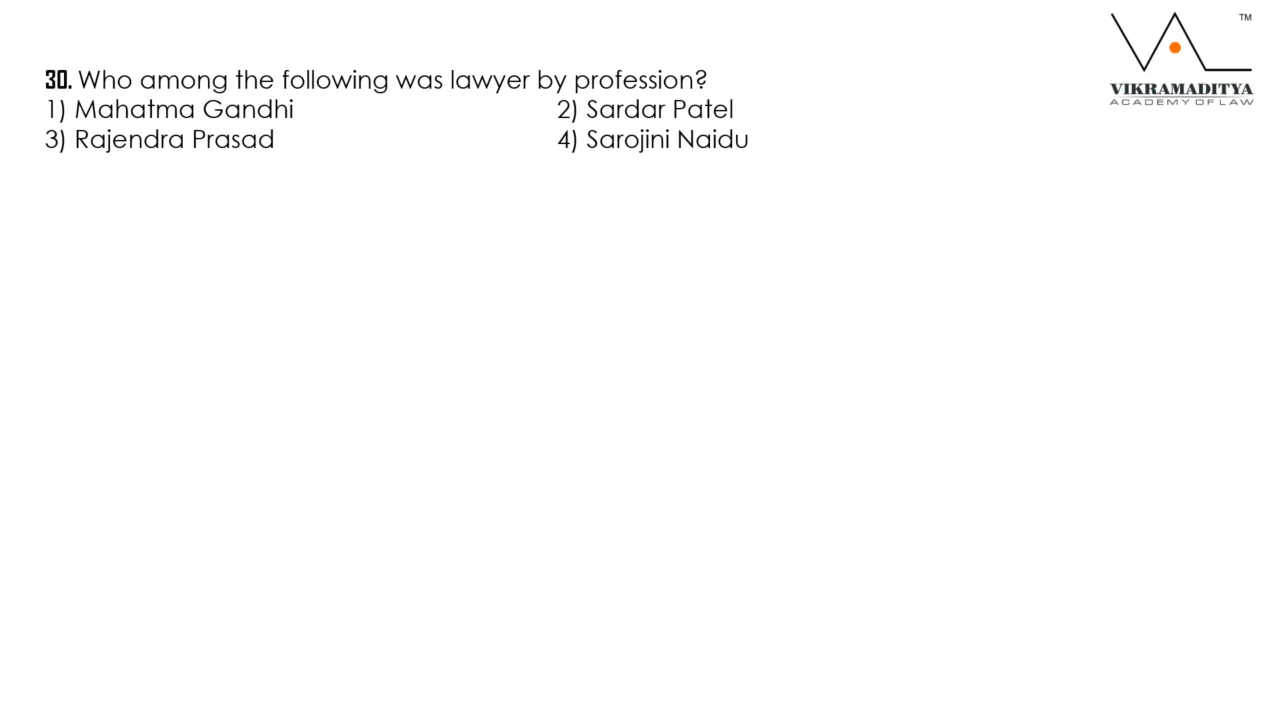 30. Who among the following was lawyer by profession?
1) Mahatma Gandhi 2) Sardar Patel
3) Rajendra Prasad 4) Sarojini Naidu
TM
VIKRAMADITYA
ACADEMY OF LAW